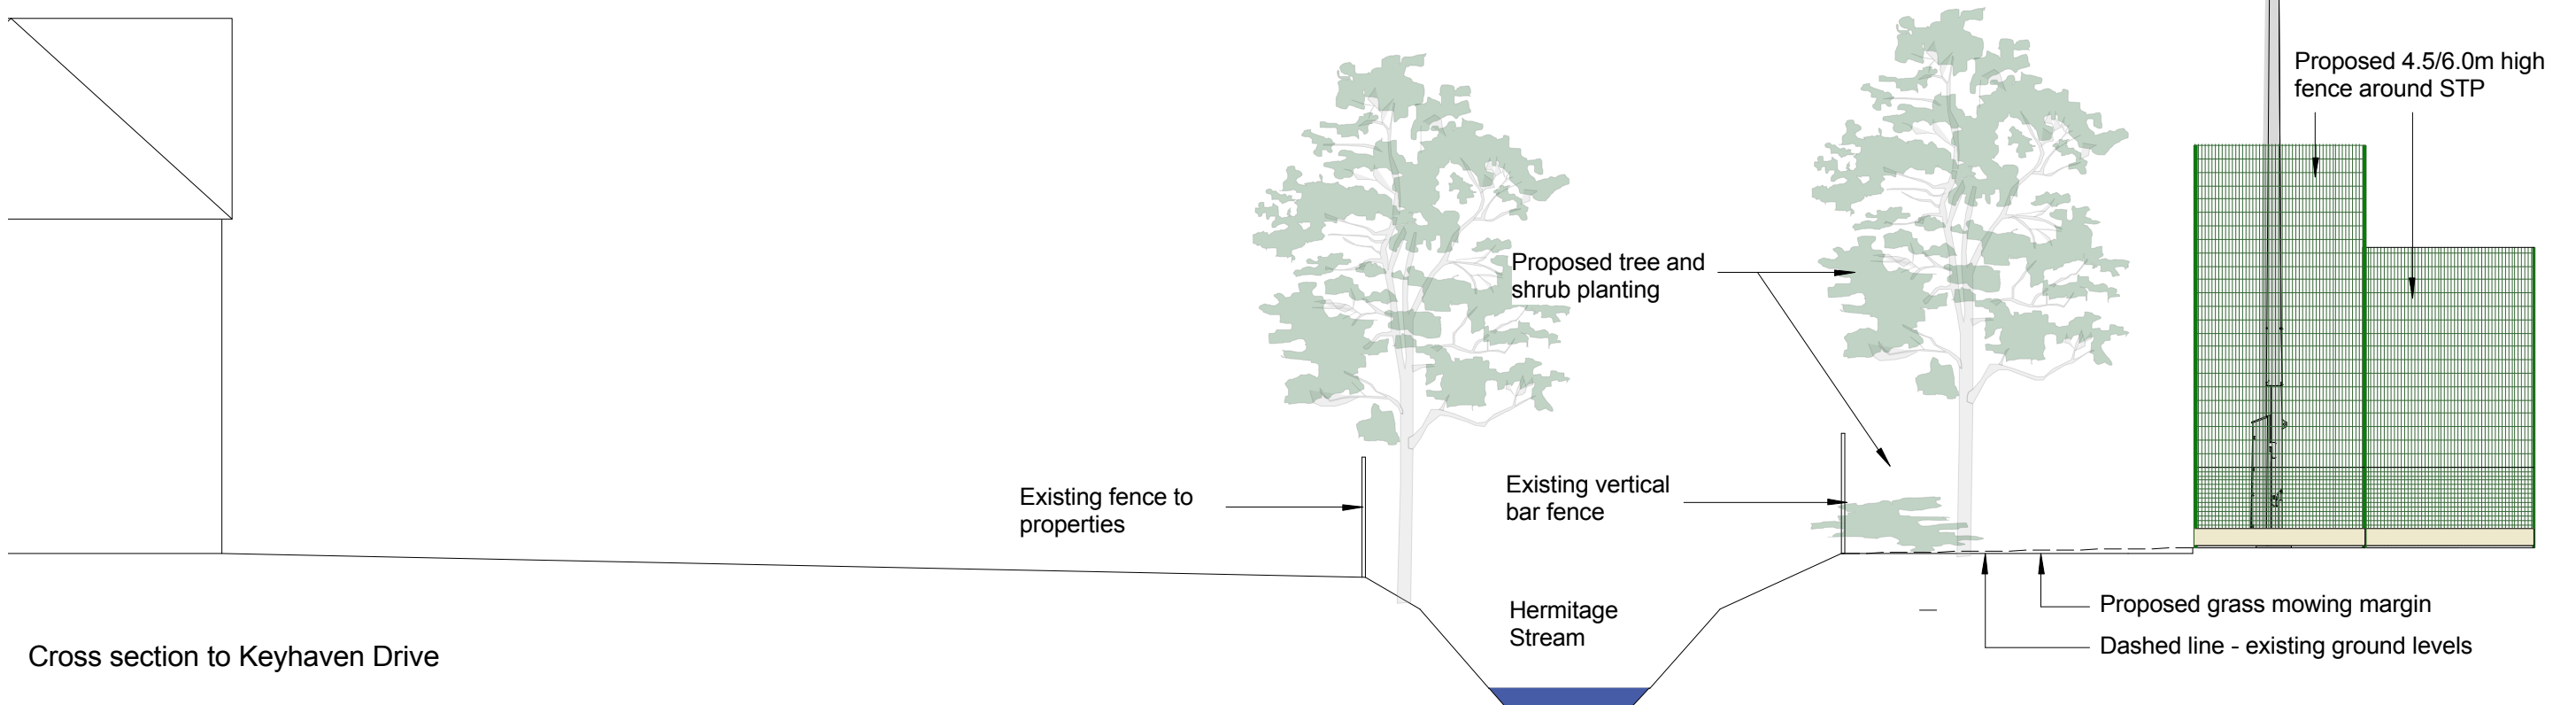 Proposed 4.5/6.0m high
fence around STP
Proposed tree and
shrub planting
Existing fence to
properties
Existing vertical
bar fence
Hermitage
Stream
Proposed grass mowing margin
Dashed line - existing ground levels
Cross section to Keyhaven Drive